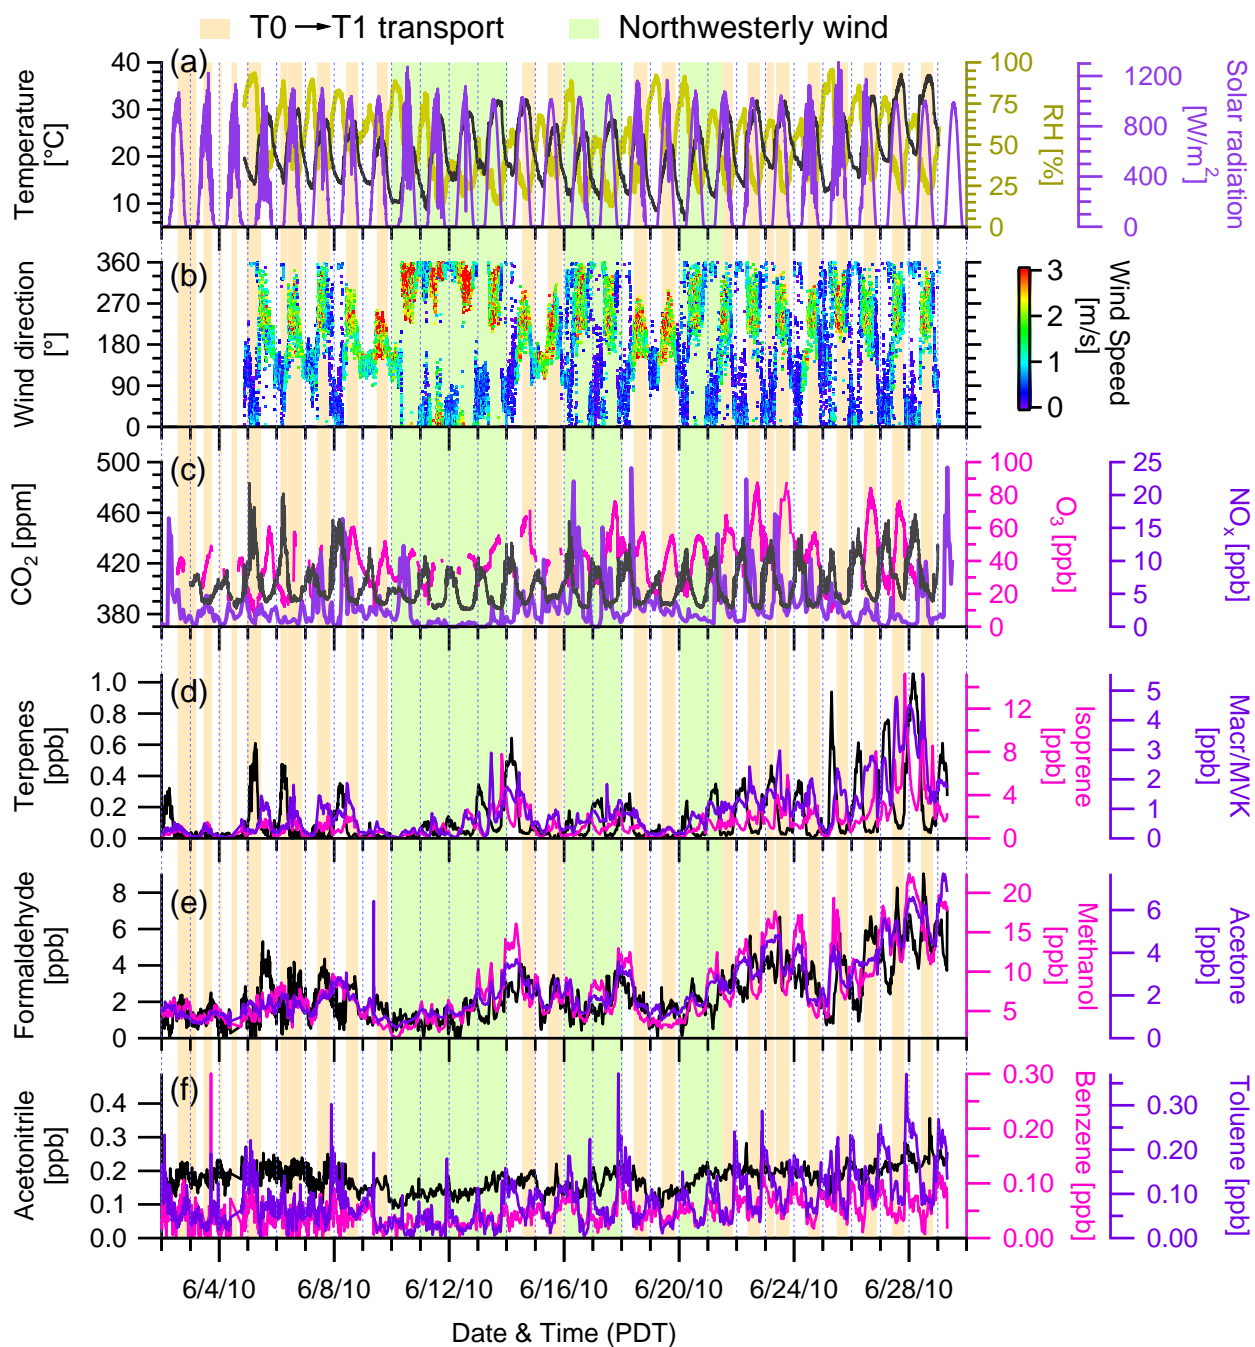 T0 → T1 transport
Northwesterly wind
(a)
Temperature
[°C]
40
30
20
10
100
75
50
25
0
RH [%]
1200
800
400
0
Solar radiation
[W/m2]
(b)
Wind direction
[°]
360
270
180
90
0
3
2
1
0
Wind Speed
[m/s]
(c)
CO2 [ppm]
500
460
420
380
100
80
60
40
20
0
O3 [ppb]
25
20
15
10
5
0
NOx [ppb]
(d)
Terpenes
[ppb]
1.0
0.8
0.6
0.4
0.2
0.0
12
8
4
0
Isoprene
[ppb]
5
4
3
2
1
0
Macr/MVK
[ppb]
(e)
Formaldehyde
[ppb]
8
6
4
2
0
20
15
10
5
Methanol
[ppb]
6
4
2
0
Acetone
[ppb]
(f)
Acetonitrile
[ppb]
0.4
0.3
0.2
0.1
0.0
0.30
0.20
0.10
0.00
Benzene [ppb]
0.30
0.20
0.10
0.00
Toluene [ppb]
6/4/10
6/8/10
6/12/10
6/16/10
6/20/10
6/24/10
6/28/10
Date & Time (PDT)